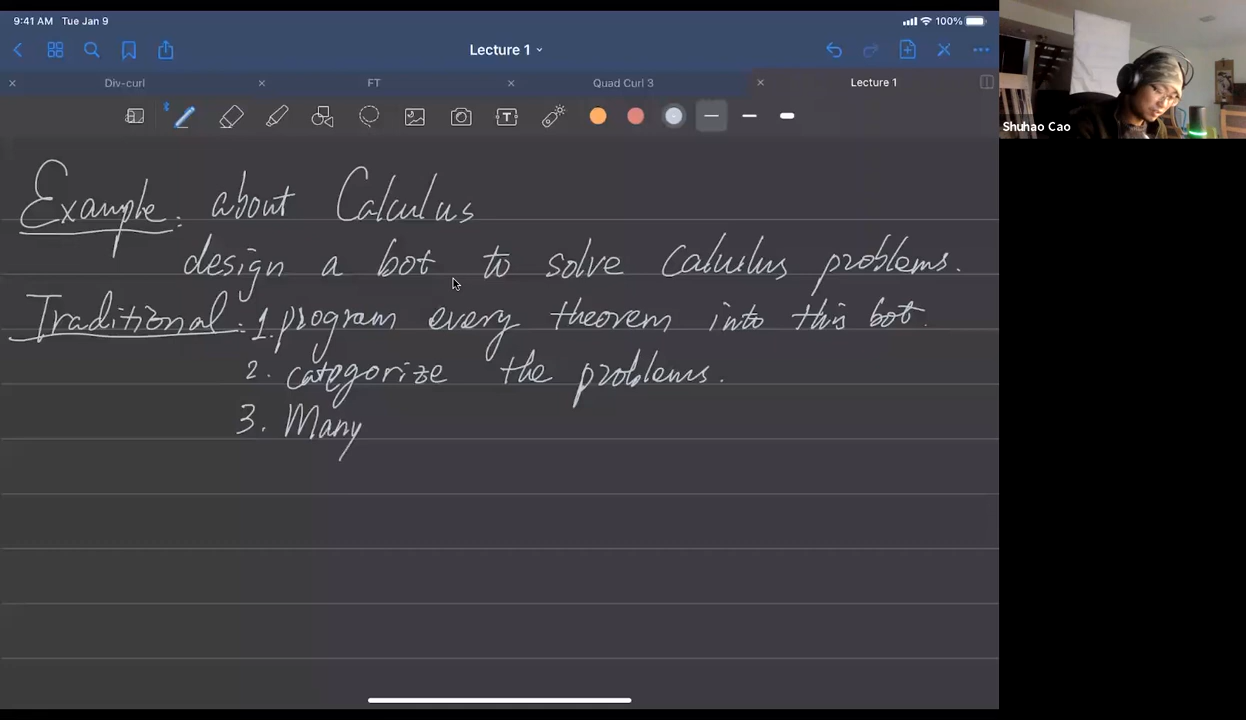 9:41 AM Tue Jan 9
100%
Lecture 1
Div-curl
FT
Quad Curl 3
Lecture 1
Shuhao Cao
Example: about Calculus
design a bot to solve Calculus problems.
Traditional: 1. program every theorem into this bot.
2. categorize the problems.
3. Many